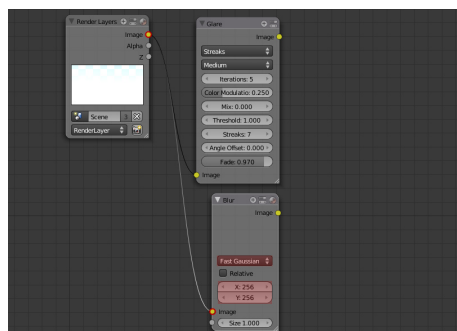 Render Layers
Image
Alpha
Z
Scene
3
RenderLayer
Glare
Image
Streaks
Medium
Iterations: 5
Color Modulatio: 0.250
Mix: 0.000
Threshold: 1.000
Streaks: 7
Angle Offset: 0.000
Fade: 0.970
Image
Blur
Image
Fast Gaussian
Relative
X: 256
Y: 256
Image
Size 1.000